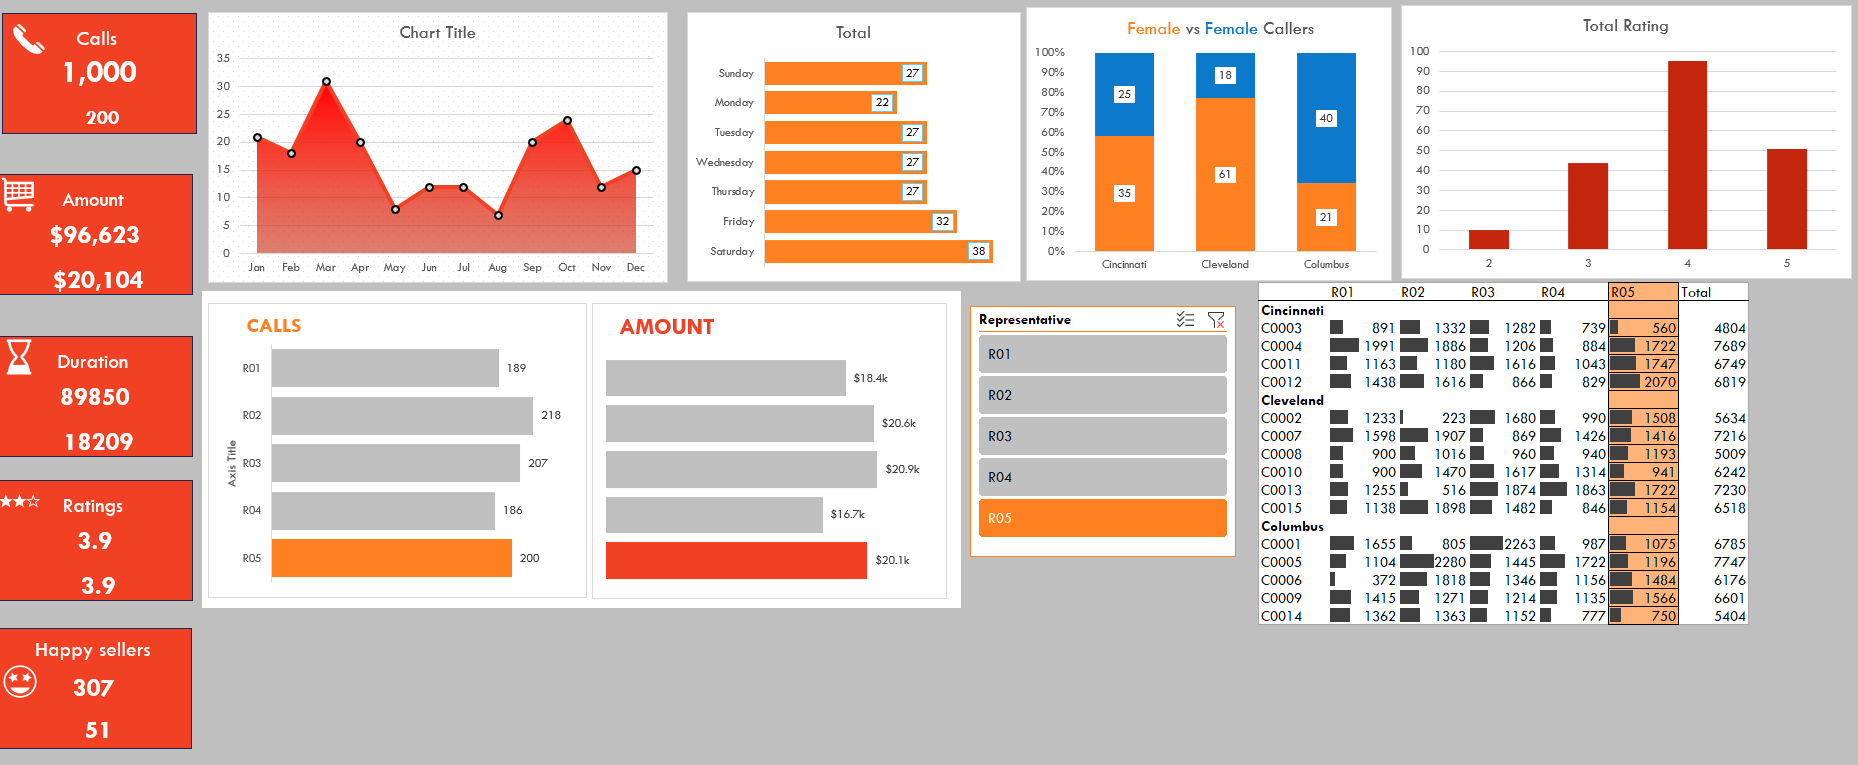 Calls
1,000
200
Amount
$96,623
$20,104
Duration
89850
18209
Ratings
3.9
3.9
Happy sellers
307
51
Chart Title
35
30
25
20
15
10
5
0
Jan Feb Mar Apr May Jun Jul Aug Sep Oct Nov Dec
Total
Sunday 27
Monday 22
Tuesday 27
Wednesday 27
Thursday 27
Friday 32
Saturday 38
Female vs Female Callers
100%
90%
80%
70%
60%
50%
40%
30%
20%
10%
0%
25 18 40
35 61 21
Cincinnati Cleveland Columbus
Total Rating
100
90
80
70
60
50
40
30
20
10
0
2 3 4 5
CALLS
Axis Title
R01 189
R02 218
R03 207
R04 186
R05 200
AMOUNT
$18.4k
$20.6k
$20.9k
$16.7k
$20.1k
Representative
R01
R02
R03
R04
R05
R01 R02 R03 R04 R05 Total
Cincinnati
C0003 891 1332 1282 739 560 4804
C0004 1991 1886 1206 884 1722 7689
C0011 1163 1180 1616 1043 1747 6749
C0012 1438 1616 866 829 2070 6819
Cleveland
C0002 1233 223 1680 990 1508 5634
C0007 1598 1907 869 1426 1416 7216
C0008 900 1016 960 940 1193 5009
C0010 900 1470 1617 1314 941 6242
C0013 1255 516 1874 1863 1722 7230
C0015 1138 1898 1482 846 1154 6518
Columbus
C0001 1655 805 2263 987 1075 6785
C0005 1104 2280 1445 1722 1196 7747
C0006 372 1818 1346 1156 1484 6176
C0009 1415 1271 1214 1135 1566 6601
C0014 1362 1363 1152 777 750 5404